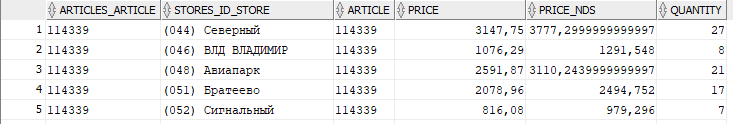 ARTICLES_ARTICLE STORES_ID_STORE ARTICLE PRICE PRICE_NDS QUANTITY
1 114339 (044) Северный 114339 3147,75 3777,2999999999997 27
2 114339 (046) ВЛД ВЛАДИМИР 114339 1076,29 1291,548 8
3 114339 (048) Авиапарк 114339 2591,87 3110,2439999999997 21
4 114339 (051) Братеево 114339 2078,96 2494,752 17
5 114339 (052) Сигнальный 114339 816,08 979,296 7